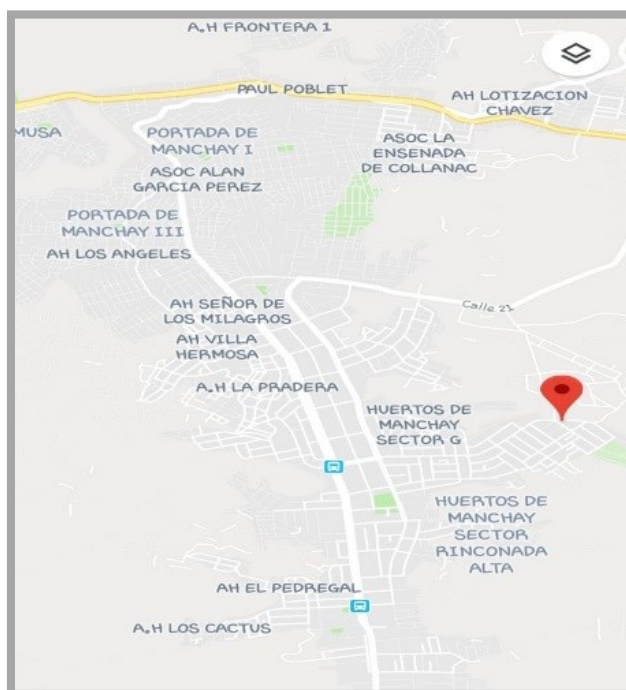 A.H FRONTERA 1
PAUL POBLET
AH LOTIZACION
CHAVEZ
MUSA
PORTADA DE
MANCHAY I
ASOC LA
ENSENADA
DE COLLANAC
ASOC ALAN
GARCIA PEREZ
PORTADA DE
MANCHAY III
AH LOS ANGELES
AH SEÑOR DE
LOS MILAGROS
Calle 21
AH VILLA
HERMOSA
A.H LA PRADERA
HUERTOS DE
MANCHAY
SECTOR G
HUERTOS DE
MANCHAY
SECTOR
RINCONADA
ALTA
AH EL PEDREGAL
A.H LOS CACTUS